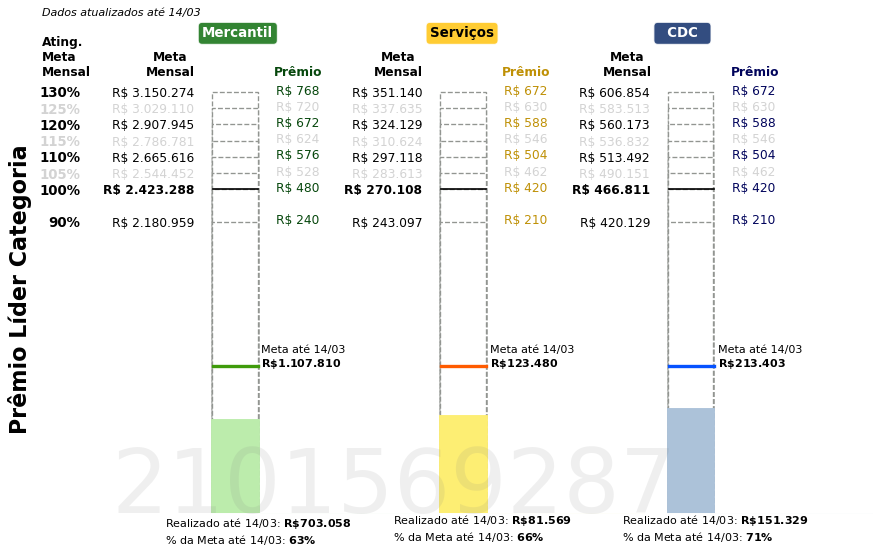 Dados atualizados até 14/03
Mercantil Serviços CDC
Ating. Meta Mensal Meta Mensal Prêmio Meta Mensal Prêmio Meta Mensal Prêmio
130% R$ 3.150.274 R$ 768 R$ 351.140 R$ 672 R$ 606.854 R$ 672
125% R$ 3.029.110 R$ 720 R$ 337.635 R$ 630 R$ 583.513 R$ 630
120% R$ 2.907.945 R$ 672 R$ 324.129 R$ 588 R$ 560.173 R$ 588
115% R$ 2.786.781 R$ 624 R$ 310.624 R$ 546 R$ 536.832 R$ 546
110% R$ 2.665.616 R$ 576 R$ 297.118 R$ 504 R$ 513.492 R$ 504
105% R$ 2.544.452 R$ 528 R$ 283.613 R$ 462 R$ 490.151 R$ 462
100% R$ 2.423.288 R$ 480 R$ 270.108 R$ 420 R$ 466.811 R$ 420
90% R$ 2.180.959 R$ 240 R$ 243.097 R$ 210 R$ 420.129 R$ 210
Prêmio Líder Categoria
Meta até 14/03 Meta até 14/03 Meta até 14/03
R$1.107.810 R$123.480 R$213.403
2101569287
Realizado até 14/03: R$703.058 Realizado até 14/03: R$81.569 Realizado até 14/03: R$151.329
% da Meta até 14/03: 63% % da Meta até 14/03: 66% % da Meta até 14/03: 71%